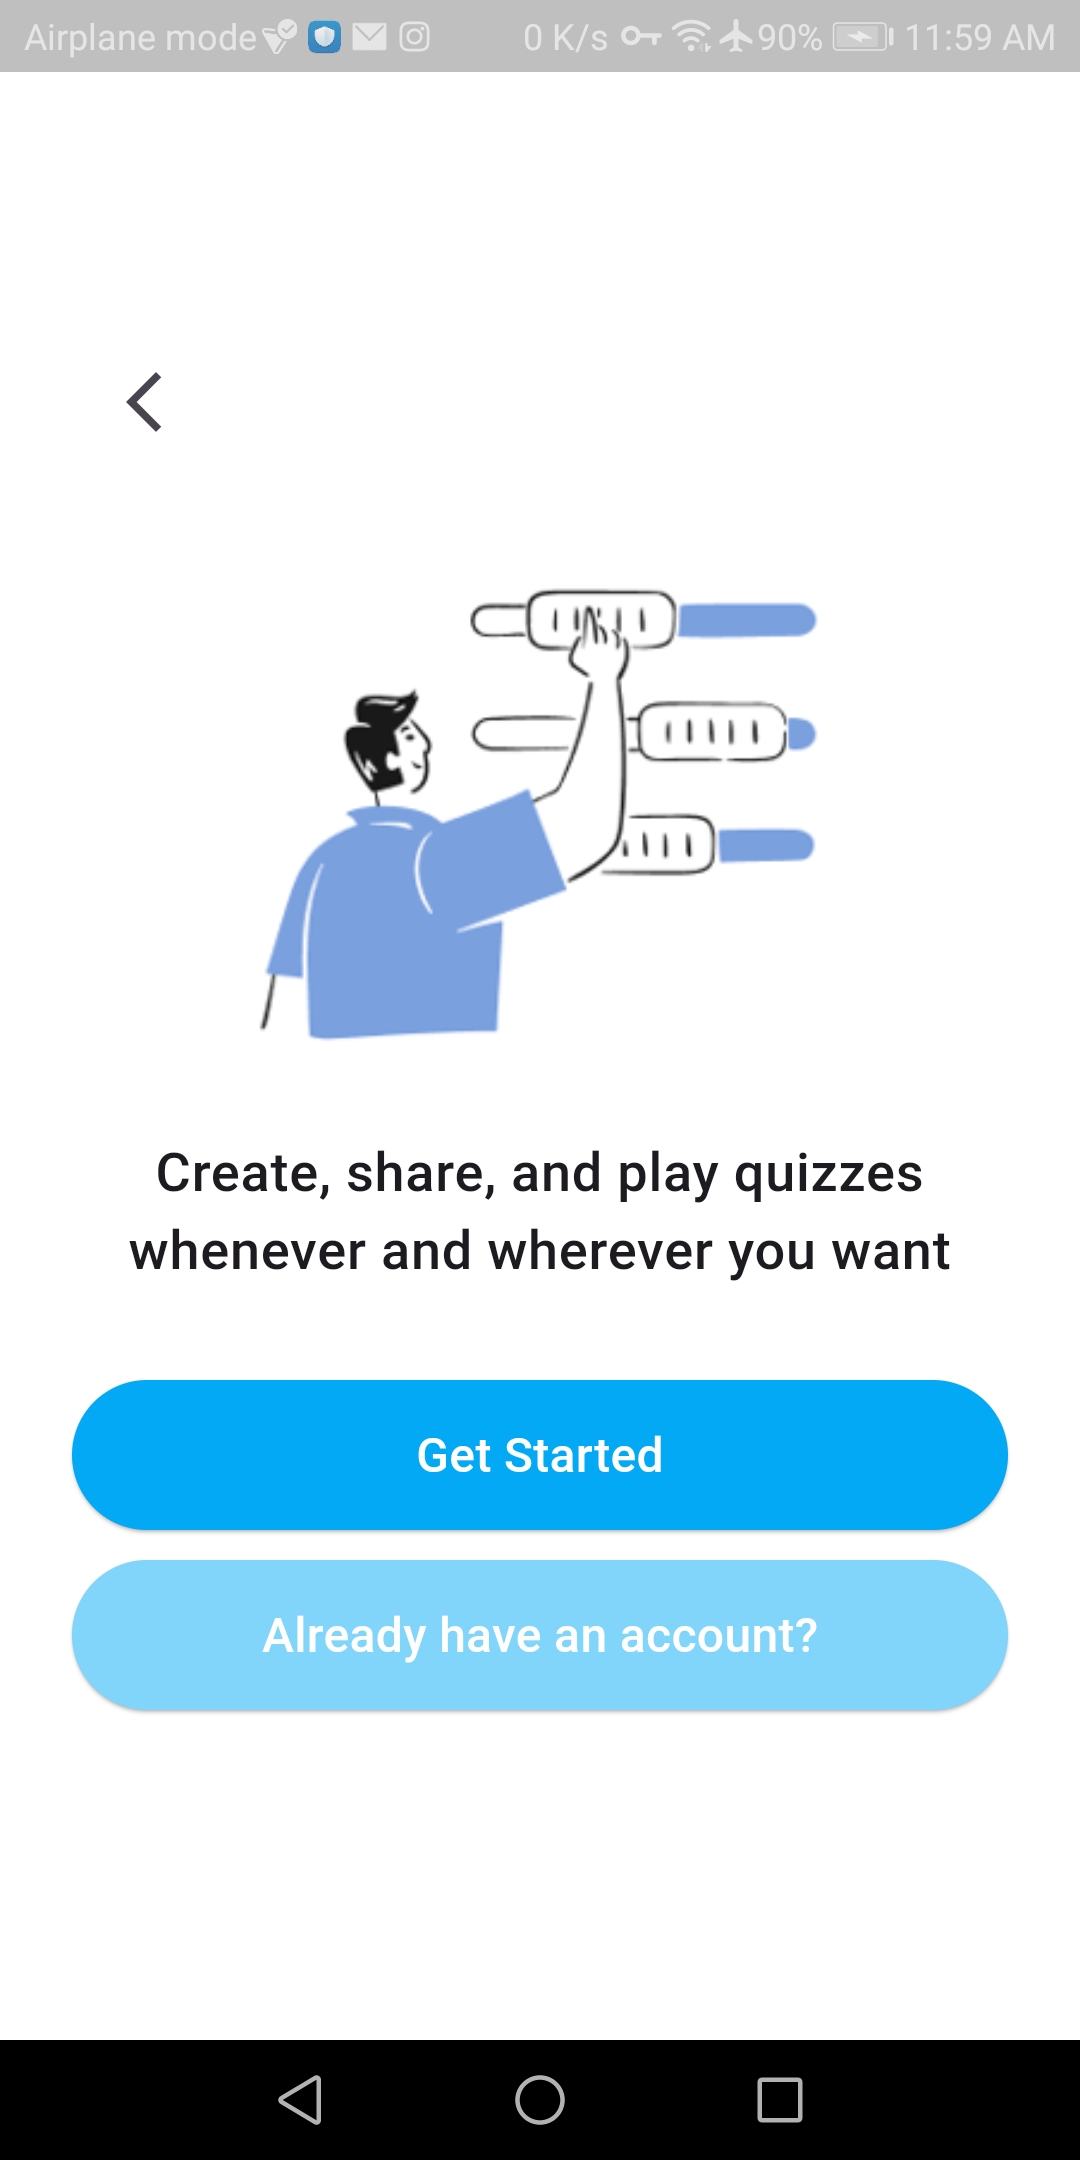 Airplane mode 0 K/s 90% 11:59 AM
Create, share, and play quizzes
whenever and wherever you want
Get Started
Already have an account?